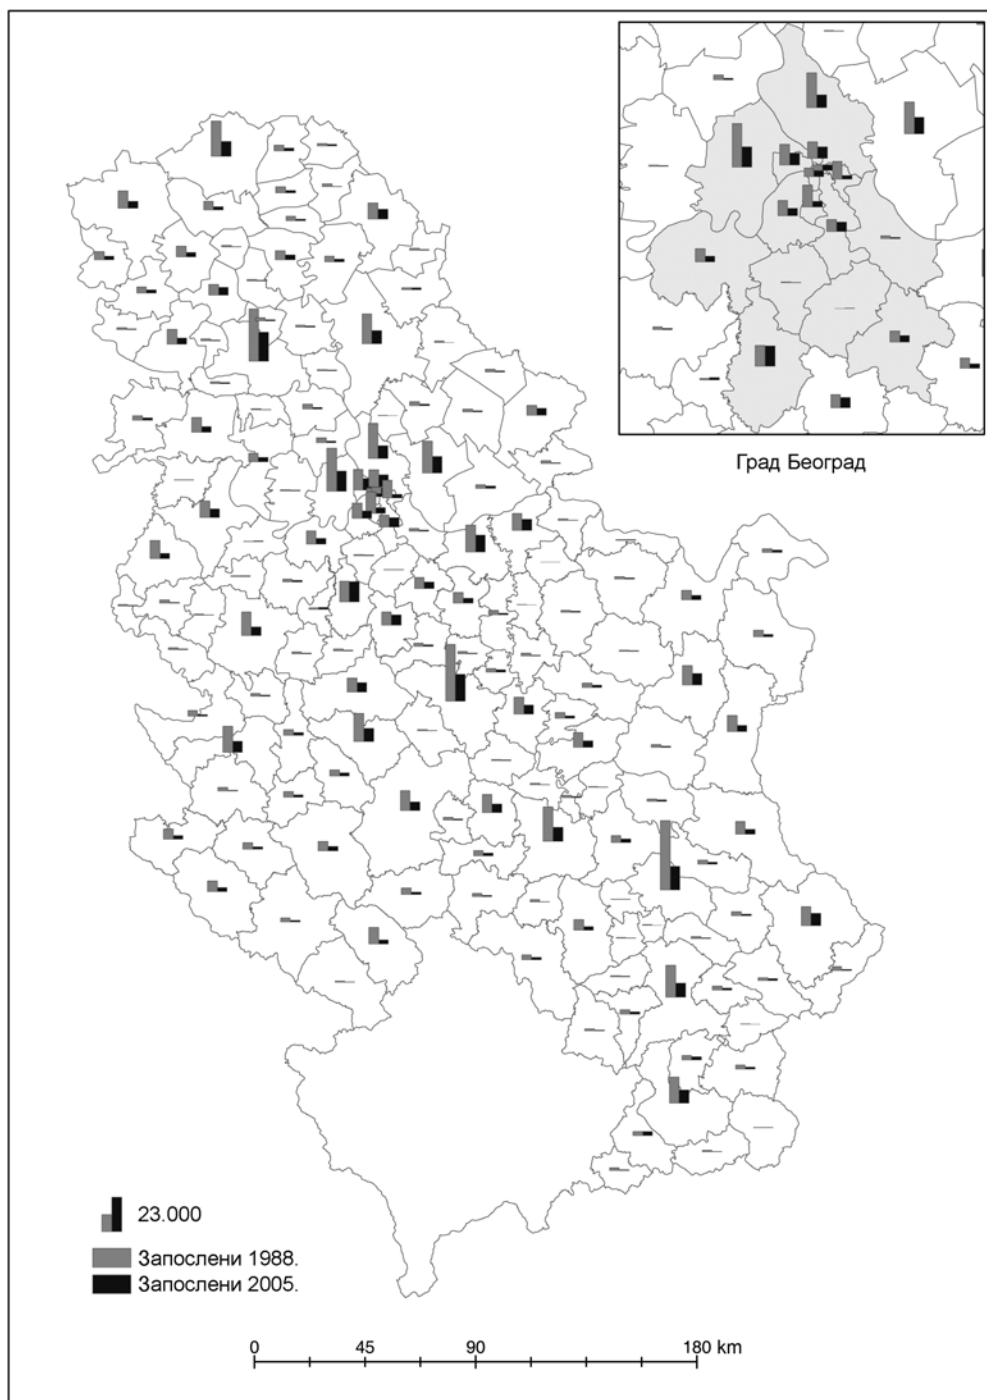 Град Београд
23.000
Запослени 1988.
Запослени 2005.
0 45 90 180 km